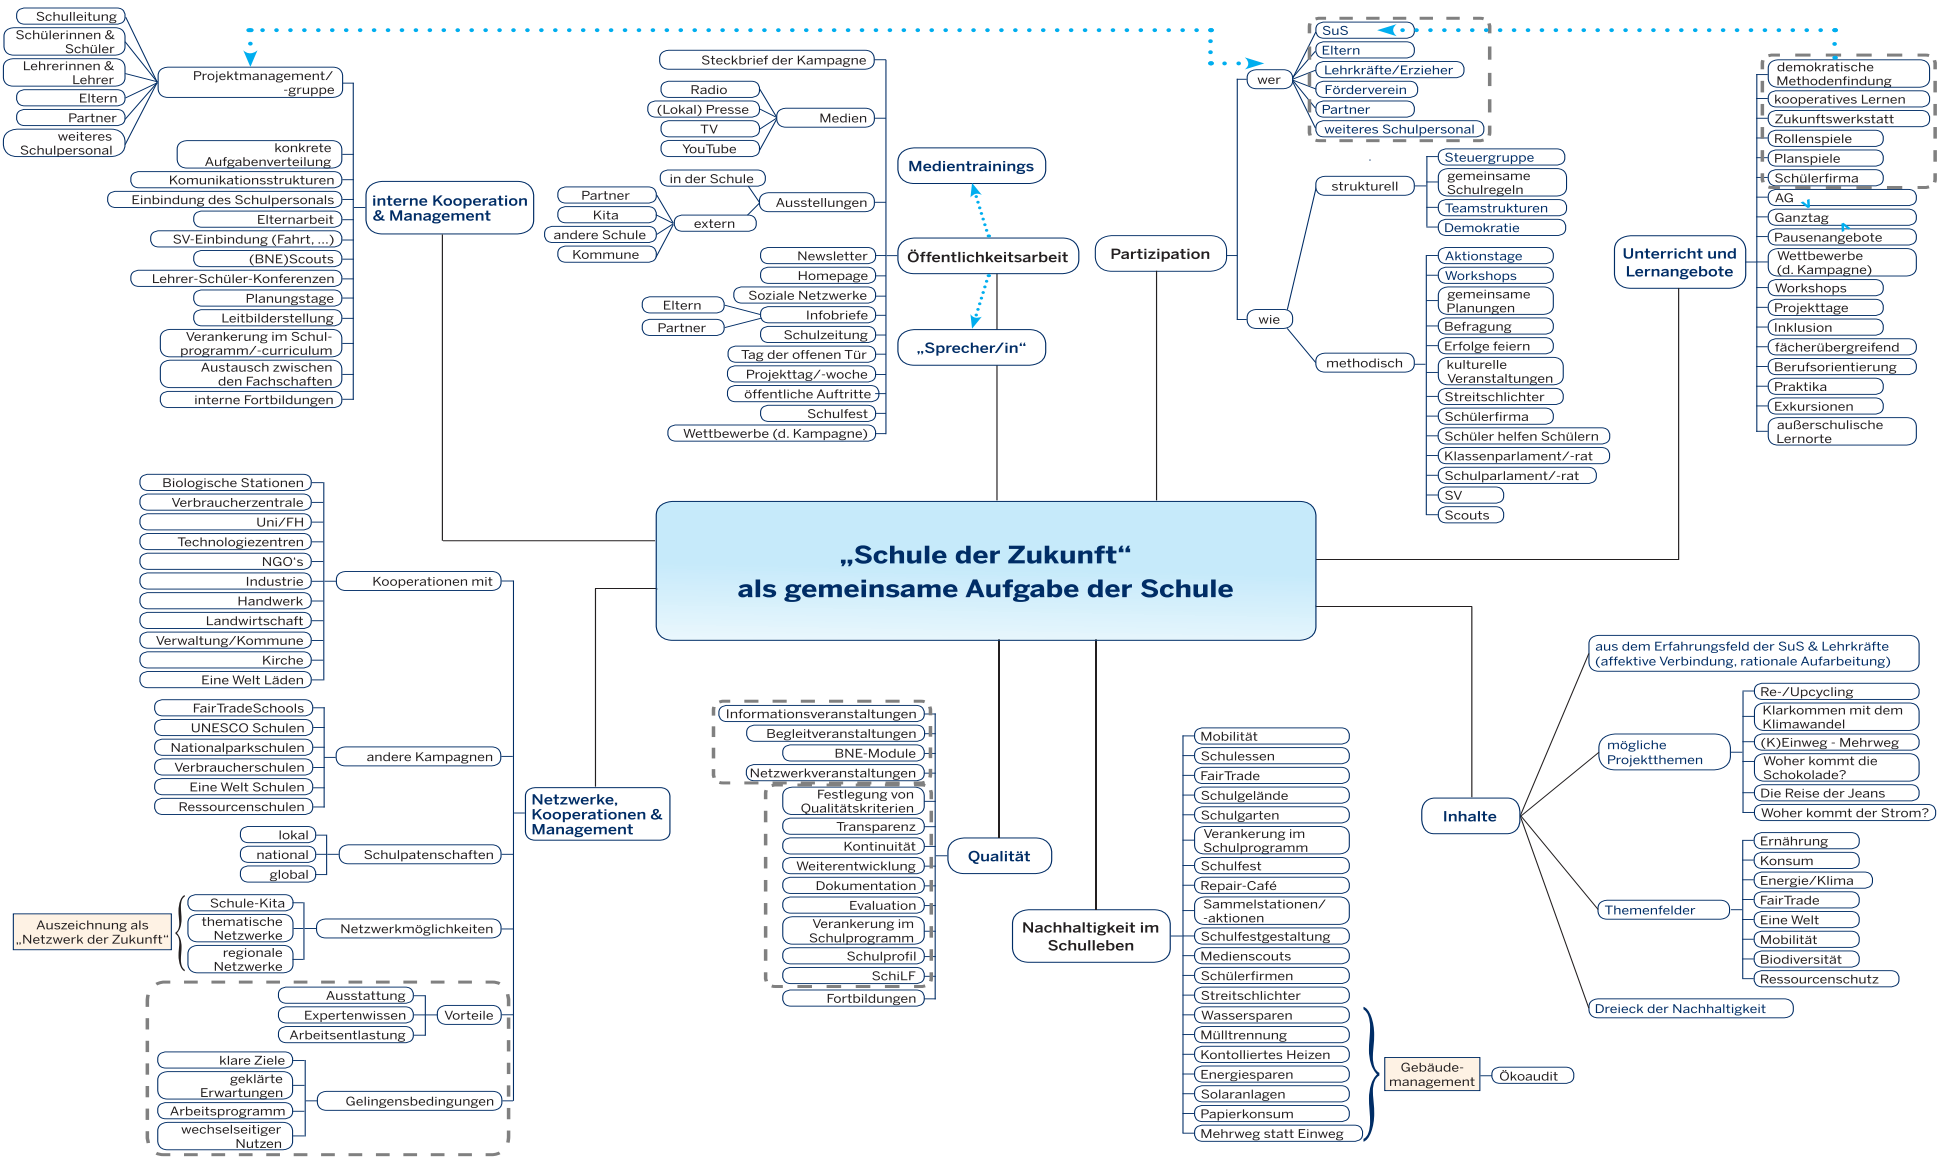 Schulleitung
Schülerinnen &
Schüler
Lehrerinnen &
Lehrer
Eltern
Partner
weiteres
Schulpersonal
Projektmanagement/
-gruppe
konkrete
Aufgabenverteilung
Komunikationsstrukturen
Einbindung des Schulpersonals
Elternarbeit
SV-Einbindung (Fahrt, ...)
(BNE)Scouts
Lehrer-Schüler-Konferenzen
Planungstage
Leitbilderstellung
Verankerung im Schul-
programm/-curriculum
Austausch zwischen
den Fachschaften
interne Fortbildungen
interne Kooperation
& Management
Steckbrief der Kampagne
Radio
(Lokal) Presse
TV
YouTube
Medien
in der Schule
Partner
Kita
andere Schule
Kommune
extern
Ausstellungen
Newsletter
Homepage
Soziale Netzwerke
Eltern
Partner
Infobriefe
Schulzeitung
Tag der offenen Tür
Projekttag/-woche
öffentliche Auftritte
Schulfest
Wettbewerbe (d. Kampagne)
Medientrainings
Öffentlichkeitsarbeit
„Sprecher/in“
Partizipation
wer
SuS
Eltern
Lehrkräfte/Erzieher
Förderverein
Partner
weiteres Schulpersonal
wie
strukturell
Steuergruppe
gemeinsame
Schulregeln
Teamstrukturen
Demokratie
methodisch
Aktionstage
Workshops
gemeinsame
Planungen
Befragung
Erfolge feiern
kulturelle
Veranstaltungen
Streitschlichter
Schülerfirma
Schüler helfen Schülern
Klassenparlament/-rat
Schulparlament/-rat
SV
Scouts
Unterricht und
Lernangebote
demokratische
Methodenfindung
kooperatives Lernen
Zukunftswerkstatt
Rollenspiele
Planspiele
Schülerfirma
AG
Ganztag
Pausenangebote
Wettbewerbe
(d. Kampagne)
Workshops
Projekttage
Inklusion
fächerübergreifend
Berufsorientierung
Praktika
Exkursionen
außerschulische
Lernorte
„Schule der Zukunft“
als gemeinsame Aufgabe der Schule
Biologische Stationen
Verbraucherzentrale
Uni/FH
Technologiezentren
NGO's
Industrie
Handwerk
Landwirtschaft
Verwaltung/Kommune
Kirche
Eine Welt Läden
Kooperationen mit
FairTradeSchools
UNESCO Schulen
Nationalparkschulen
Verbraucherschulen
Eine Welt Schulen
Ressourcenschulen
andere Kampagnen
lokal
national
global
Schulpatenschaften
Auszeichnung als
„Netzwerk der Zukunft“
Schule-Kita
thematische
Netzwerke
regionale
Netzwerke
Netzwerkmöglichkeiten
Ausstattung
Expertenwissen
Arbeitsentlastung
Vorteile
klare Ziele
geklärte
Erwartungen
Arbeitsprogramm
wechselseitiger
Nutzen
Gelingensbedingungen
Netzwerke,
Kooperationen &
Management
Informationsveranstaltungen
Begleitveranstaltungen
BNE-Module
Netzwerkveranstaltungen
Festlegung von
Qualitätskriterien
Transparenz
Kontinuität
Weiterentwicklung
Dokumentation
Evaluation
Verankerung im
Schulprogramm
Schulprofil
SchiLF
Fortbildungen
Qualität
Nachhaltigkeit im
Schulleben
Mobilität
Schulessen
FairTrade
Schulgelände
Schulgarten
Verankerung im
Schulprogramm
Schulfest
Repair-Café
Sammelstationen/
-aktionen
Schulfestgestaltung
Medienscouts
Schülerfirmen
Streitschlichter
Wassersparen
Mülltrennung
Kontolliertes Heizen
Energiesparen
Solaranlagen
Papierkonsum
Mehrweg statt Einweg
Gebäude-
management
Ökoaudit
Inhalte
aus dem Erfahrungsfeld der SuS & Lehrkräfte
(affektive Verbindung, rationale Aufarbeitung)
mögliche
Projektthemen
Re-/Upcycling
Klarkommen mit dem
Klimawandel
(K)Einweg - Mehrweg
Woher kommt die
Schokolade?
Die Reise der Jeans
Woher kommt der Strom?
Themenfelder
Ernährung
Konsum
Energie/Klima
FairTrade
Eine Welt
Mobilität
Biodiversität
Ressourcenschutz
Dreieck der Nachhaltigkeit